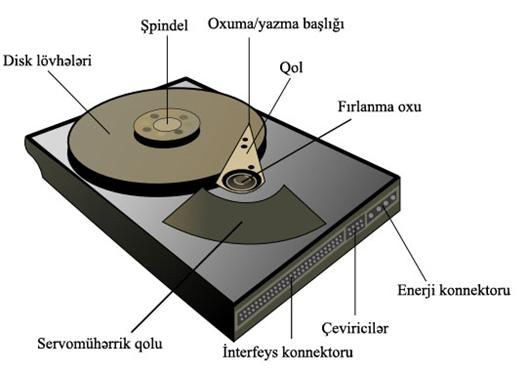 Şpindel
Oxuma/yazma başlığı
Disk lövhələri
Qol
Fırlanma oxu
Enerji konnektoru
Çeviricilər
Servomühərrik qolu
İnterfeys konnektoru